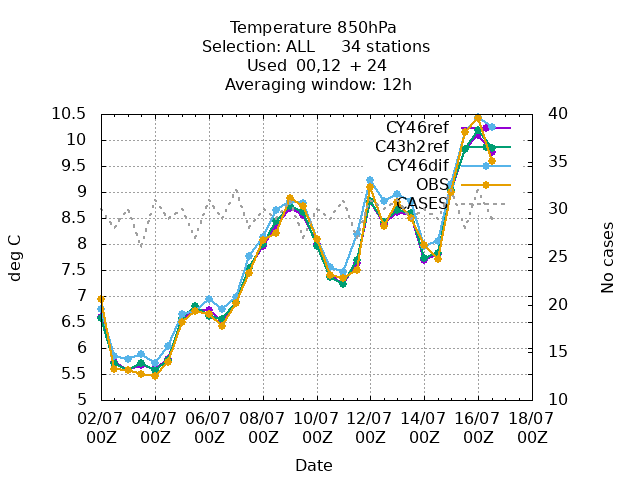 Temperature 850hPa
Selection: ALL 34 stations
Used 00,12 + 24
Averaging window: 12h
10.5 40
CY46ref
10 C43h2ref
35
9.5 CY46dif
9 OBS
CASES
8.5 30
8
25
7.5
7
20
6.5
6
15
5.5
5 10
deg C
No cases
02/07 04/07 06/07 08/07 10/07 12/07 14/07 16/07 18/07
00Z 00Z 00Z 00Z 00Z 00Z 00Z 00Z 00Z
Date